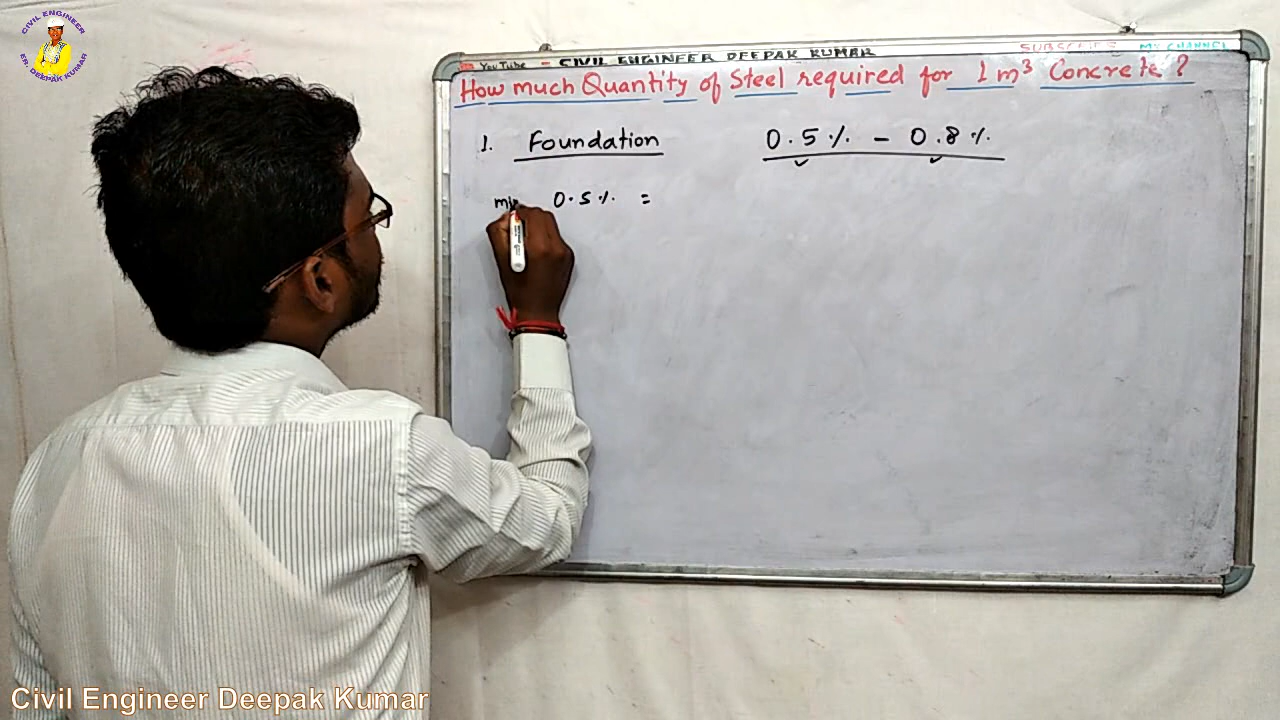 CIVIL ENGINEER
ER. DEEPAK KUMAR
YouTube - CIVIL ENGINEER DEEPAK KUMAR SUBSCRIBE MY CHANNEL
How much Quantity of Steel required for 1 m³ Concrete ?
1. Foundation 0.5% - 0.8%
min 0.5% =
Civil Engineer Deepak Kumar